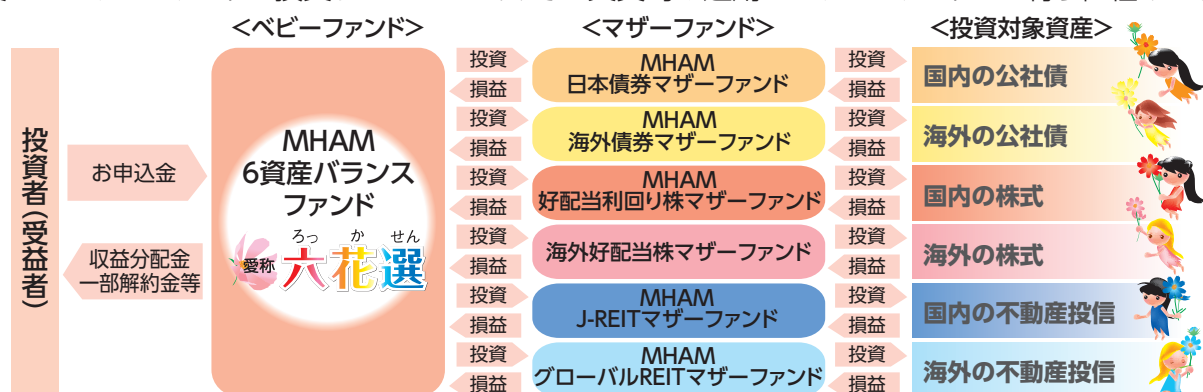 <ベビーファンド>
<マザーファンド>
<投資対象資産>
投資者(受益者)
お申込金
収益分配金
一部解約金等
MHAM
6資産バランス
ファンド
ろっ か せん
愛称 六花選
投資
損益
MHAM
日本債券マザーファンド
投資
損益
国内の公社債
投資
損益
MHAM
海外債券マザーファンド
投資
損益
海外の公社債
投資
損益
MHAM
好配当利回り株マザーファンド
投資
損益
国内の株式
投資
損益
海外好配当株マザーファンド
投資
損益
海外の株式
投資
損益
MHAM
J-REITマザーファンド
投資
損益
国内の不動産投信
投資
損益
MHAM
グローバルREITマザーファンド
投資
損益
海外の不動産投信